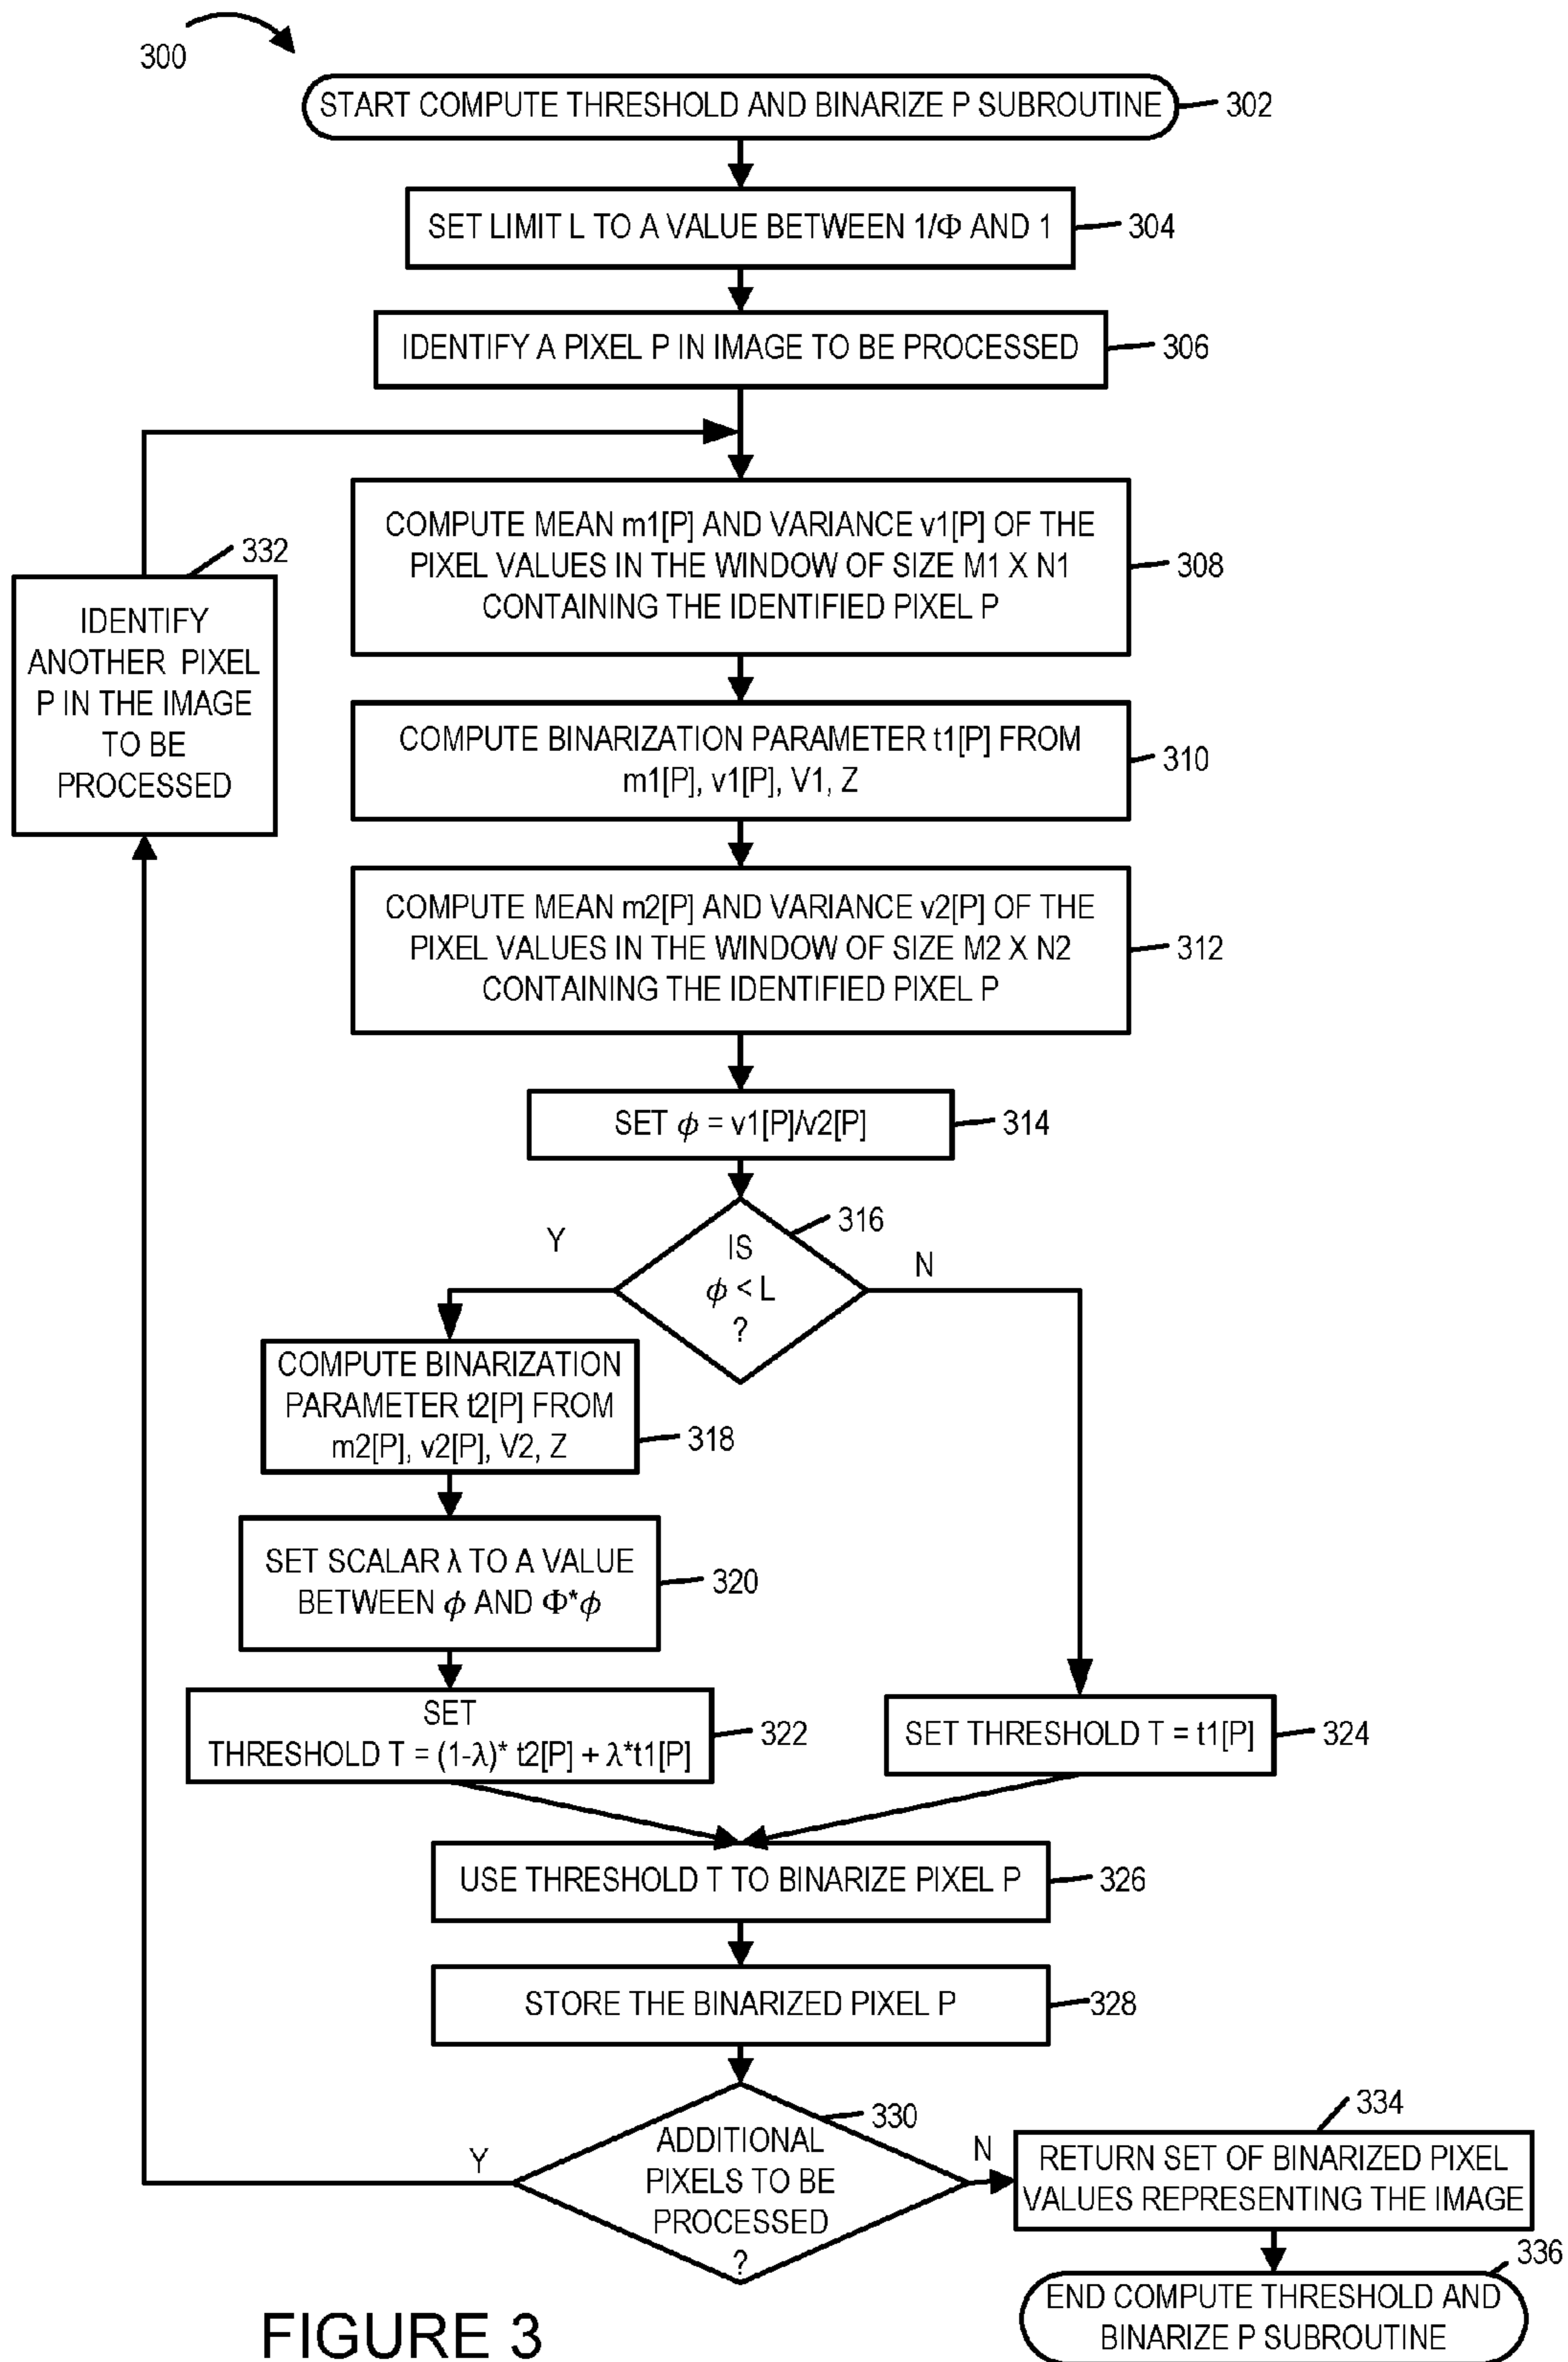 300
START COMPUTE THRESHOLD AND BINARIZE P SUBROUTINE
302
SET LIMIT L TO A VALUE BETWEEN 1/Φ AND 1
304
IDENTIFY A PIXEL P IN IMAGE TO BE PROCESSED
306
COMPUTE MEAN m1[P] AND VARIANCE v1[P] OF THE
PIXEL VALUES IN THE WINDOW OF SIZE M1 X N1
CONTAINING THE IDENTIFIED PIXEL P
308
332
IDENTIFY
ANOTHER PIXEL
P IN THE IMAGE
TO BE
PROCESSED
COMPUTE BINARIZATION PARAMETER t1[P] FROM
m1[P], v1[P], V1, Z
310
COMPUTE MEAN m2[P] AND VARIANCE v2[P] OF THE
PIXEL VALUES IN THE WINDOW OF SIZE M2 X N2
CONTAINING THE IDENTIFIED PIXEL P
312
SET ϕ = v1[P]/v2[P]
314
316
IS
ϕ < L
?
Y
N
COMPUTE BINARIZATION
PARAMETER t2[P] FROM
m2[P], v2[P], V2, Z
318
SET SCALAR λ TO A VALUE
BETWEEN ϕ AND Φ*ϕ
320
SET
THRESHOLD T = (1-λ)* t2[P] + λ*t1[P]
322
SET THRESHOLD T = t1[P]
324
USE THRESHOLD T TO BINARIZE PIXEL P
326
STORE THE BINARIZED PIXEL P
328
330
ADDITIONAL
PIXELS TO BE
PROCESSED
?
Y
N
334
RETURN SET OF BINARIZED PIXEL
VALUES REPRESENTING THE IMAGE
336
END COMPUTE THRESHOLD AND
BINARIZE P SUBROUTINE
FIGURE 3